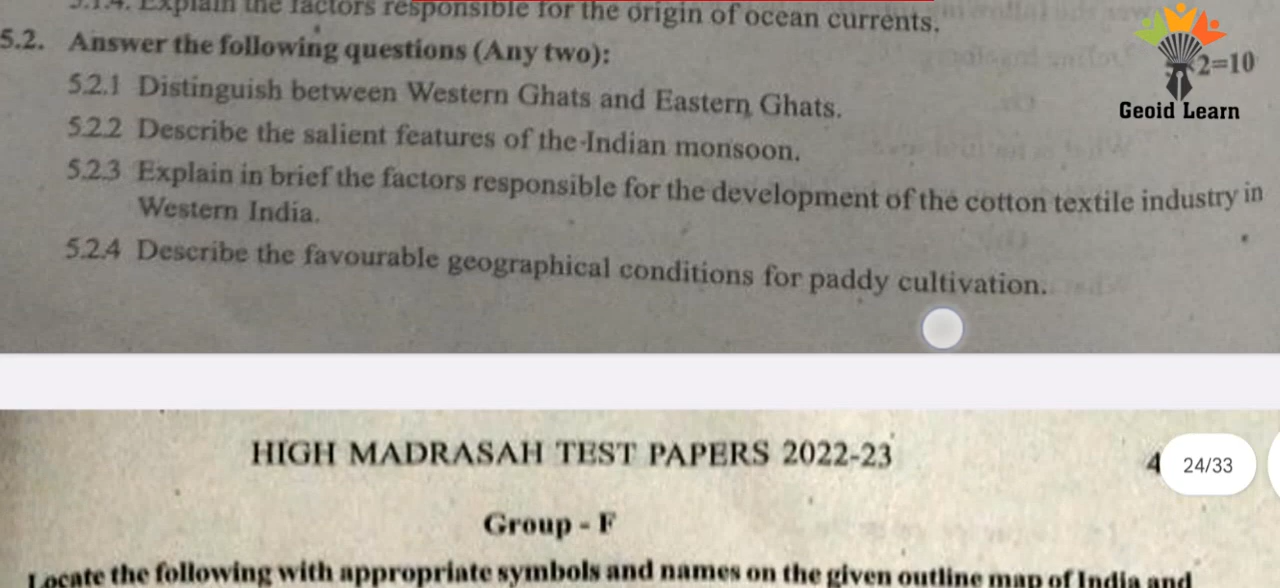 5.1.4. Explain the factors responsible for the origin of ocean currents.
5.2. Answer the following questions (Any two):
×2=10
Geoid Learn
5.2.1 Distinguish between Western Ghats and Eastern Ghats.
5.2.2 Describe the salient features of the Indian monsoon.
5.2.3 Explain in brief the factors responsible for the development of the cotton textile industry in
Western India.
5.2.4 Describe the favourable geographical conditions for paddy cultivation.
HIGH MADRASAH TEST PAPERS 2022-23
4
24/33
Group - F
Locate the following with appropriate symbols and names on the given outline map of India and